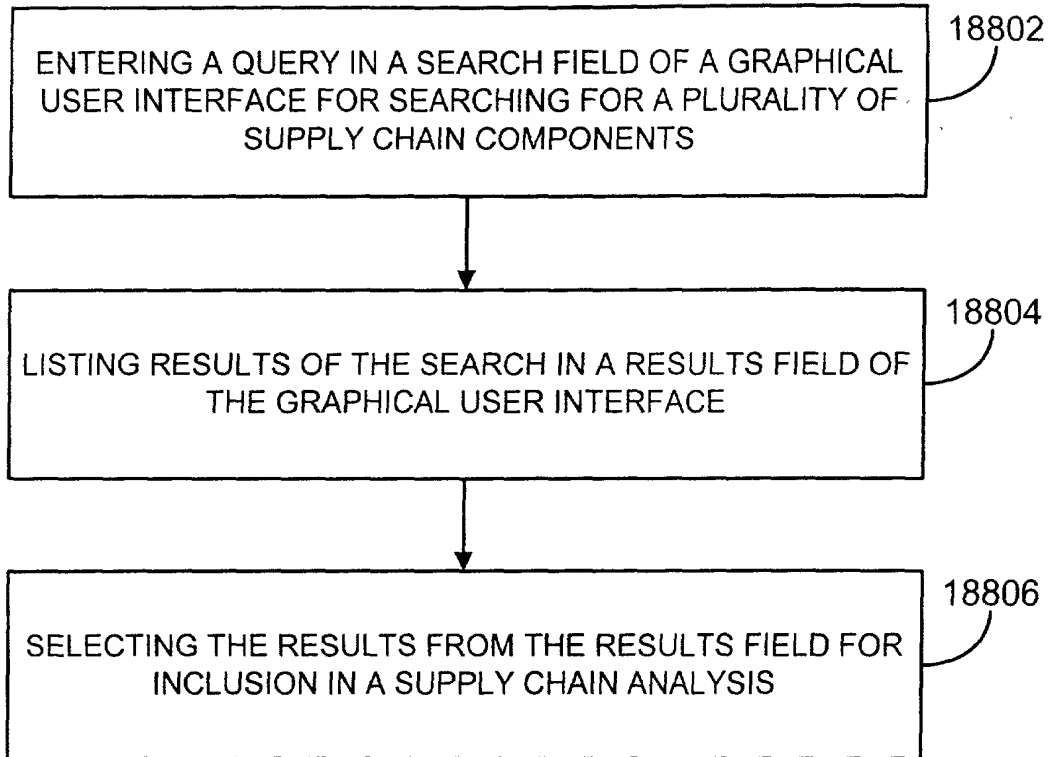 18802
ENTERING A QUERY IN A SEARCH FIELD OF A GRAPHICAL
USER INTERFACE FOR SEARCHING FOR A PLURALITY OF
SUPPLY CHAIN COMPONENTS
18804
LISTING RESULTS OF THE SEARCH IN A RESULTS FIELD OF
THE GRAPHICAL USER INTERFACE
18806
SELECTING THE RESULTS FROM THE RESULTS FIELD FOR
INCLUSION IN A SUPPLY CHAIN ANALYSIS